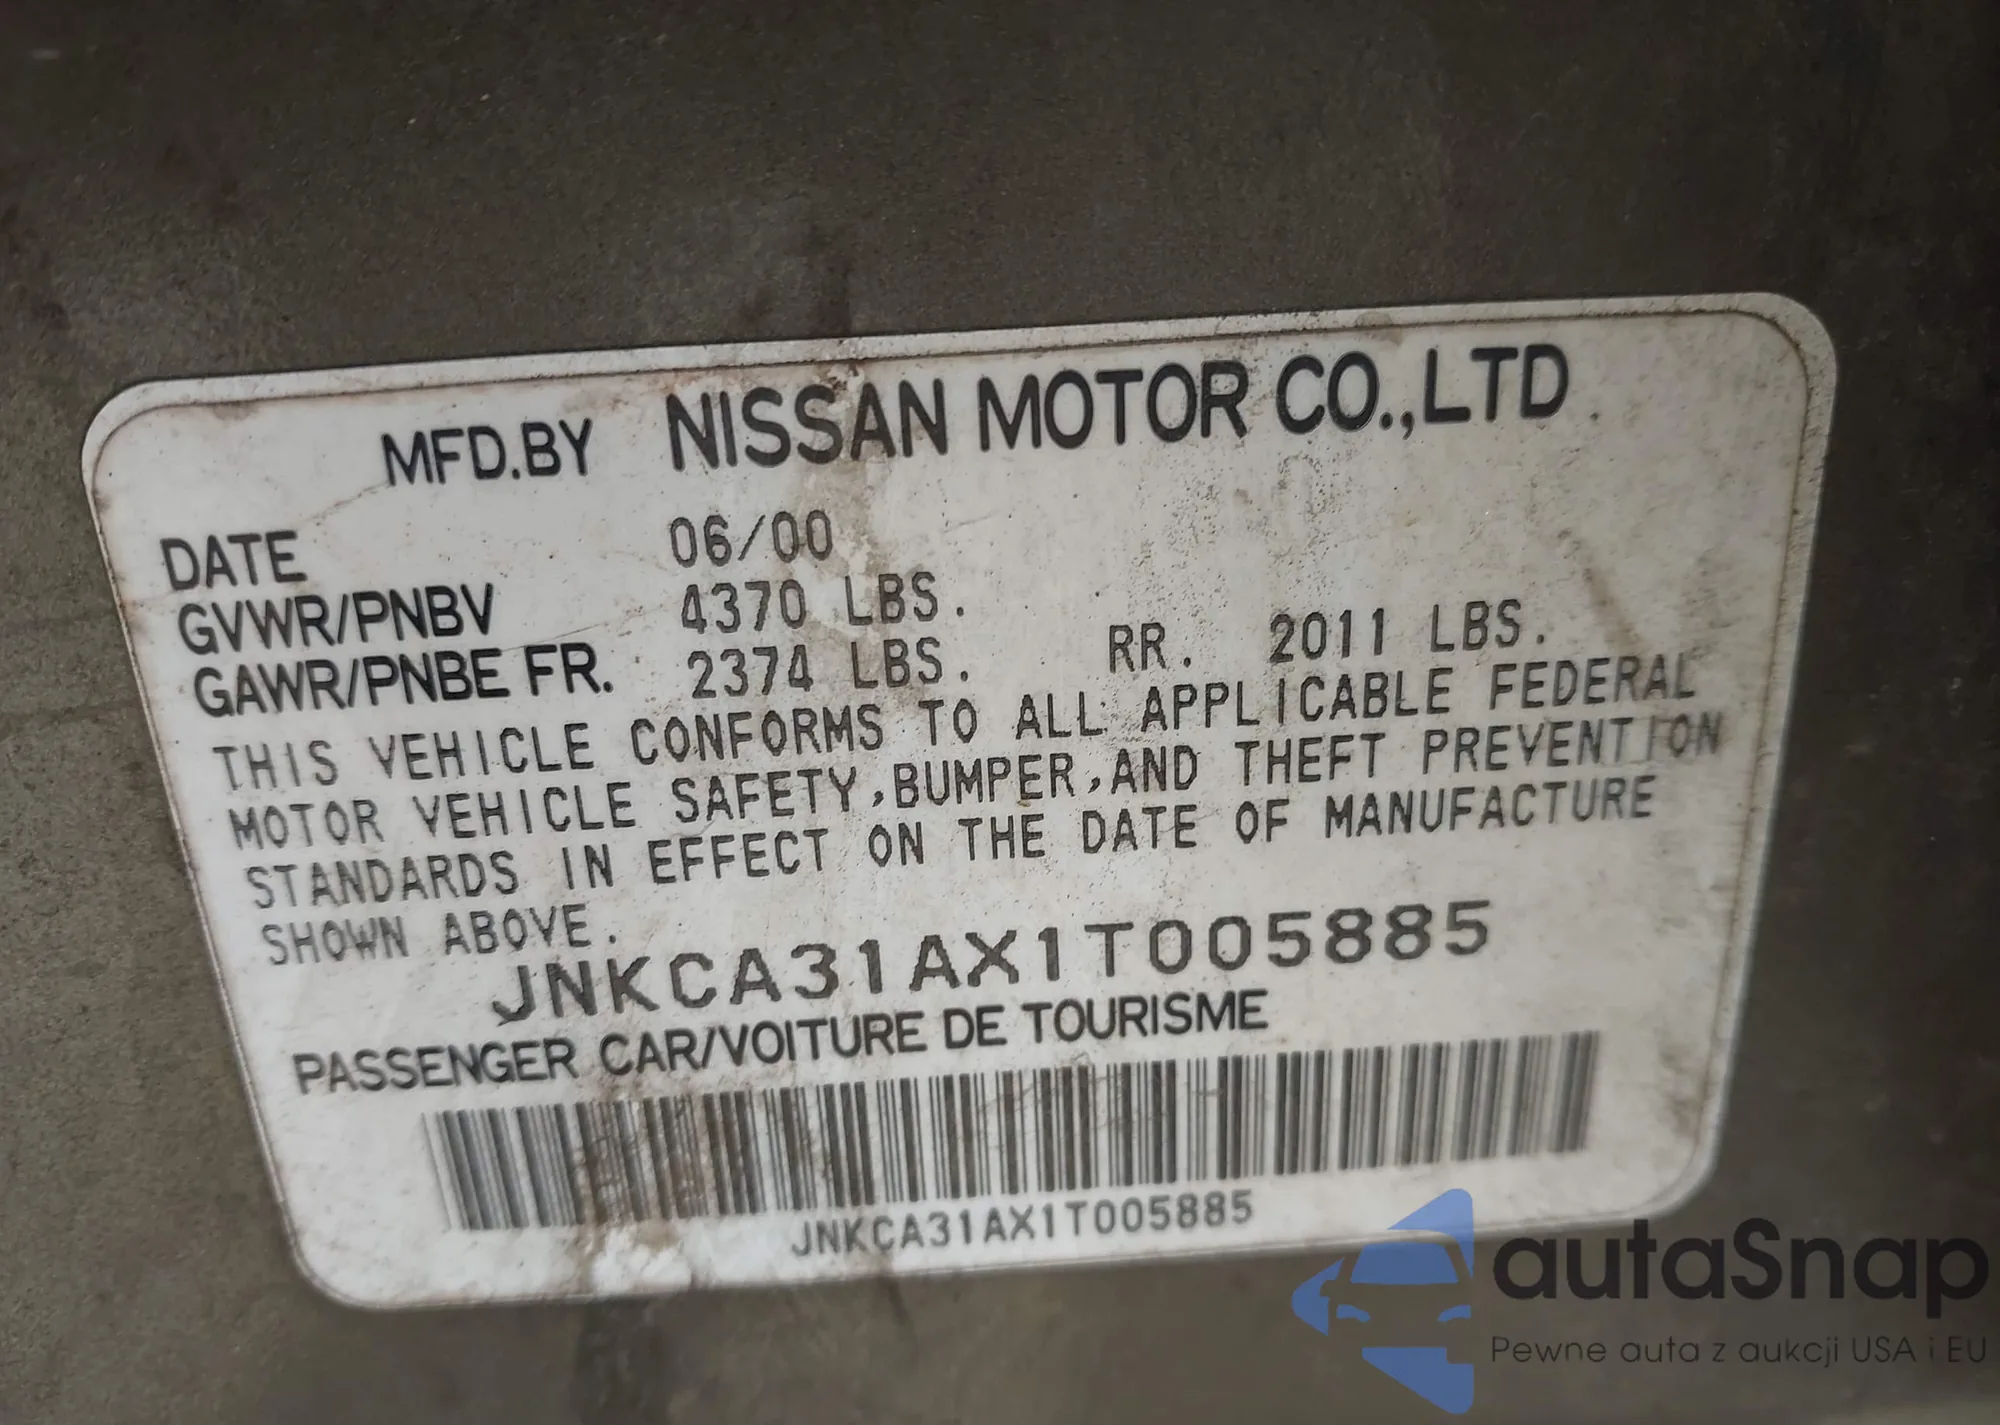 MFD.BY NISSAN MOTOR CO.,LTD.
DATE 06/00
GVWR/PNBV 4370 LBS.
GAWR/PNBE FR. 2374 LBS. RR. 2011 LBS.
THIS VEHICLE CONFORMS TO ALL APPLICABLE FEDERAL
MOTOR VEHICLE SAFETY,BUMPER,AND THEFT PREVENTION
STANDARDS IN EFFECT ON THE DATE OF MANUFACTURE
SHOWN ABOVE.
JNKCA31AX1T005885
PASSENGER CAR/VOITURE DE TOURISME
JNKCA31AX1T005885
autaSnap
Pewne auta z aukcji USA i EU